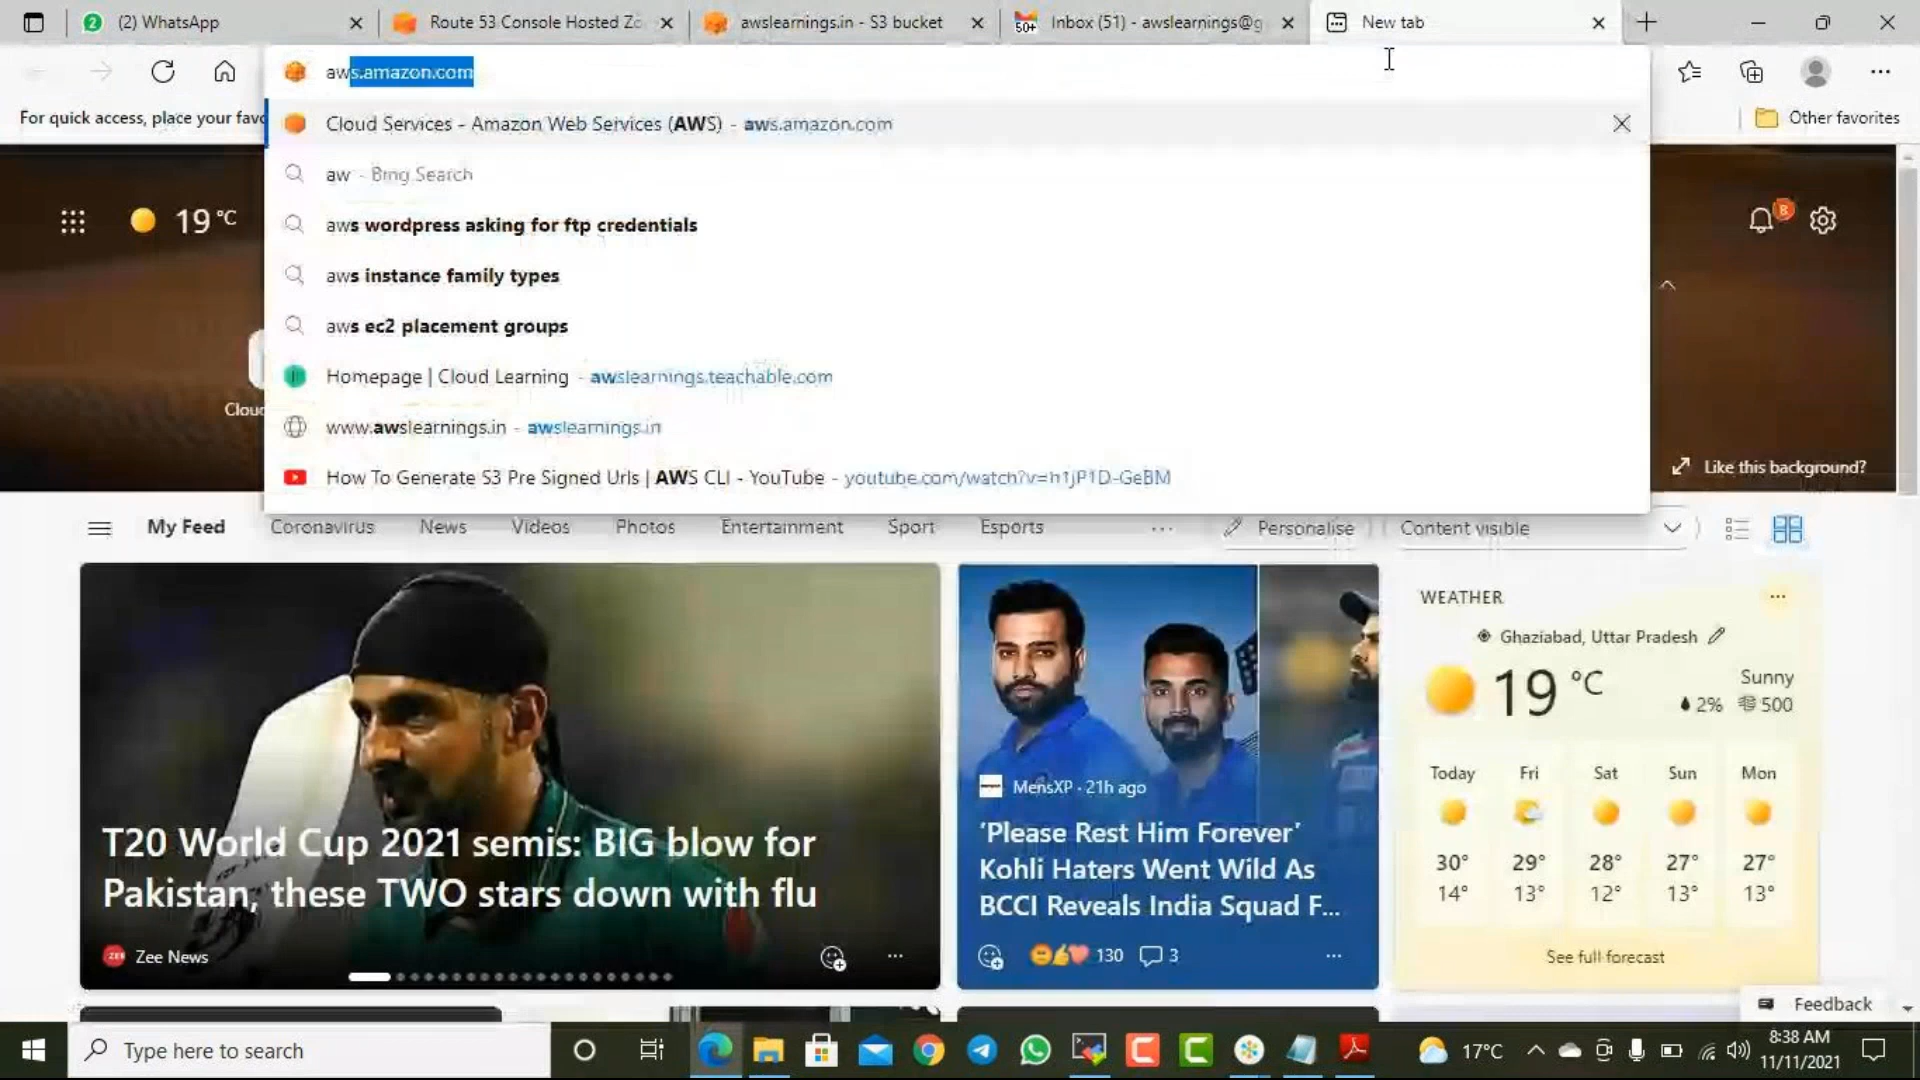 (2) WhatsApp
Route 53 Console Hosted Zo
awslearnings.in - S3 bucket
50+
Inbox (51) - awslearnings@g
New tab
aws.amazon.com
For quick access, place your favo
Other favorites
Cloud Services - Amazon Web Services (AWS) - aws.amazon.com
aw - Bing Search
aws wordpress asking for ftp credentials
aws instance family types
aws ec2 placement groups
Homepage | Cloud Learning - awslearnings.teachable.com
www.awslearnings.in - awslearnings.in
How To Generate S3 Pre Signed Urls | AWS CLI - YouTube - youtube.com/watch?v=h1jP1D-GeBM
19 °C
8
Cloud
Like this background?
My Feed
Coronavirus
News
Videos
Photos
Entertainment
Sport
Esports
...
Personalise
Content visible
T20 World Cup 2021 semis: BIG blow for
Pakistan, these TWO stars down with flu
Zee News
MensXP · 21h ago
‘Please Rest Him Forever’
Kohli Haters Went Wild As
BCCI Reveals India Squad F...
130
3
WEATHER
Ghaziabad, Uttar Pradesh
19 °C
Sunny
2%
500
Today Fri Sat Sun Mon
30° 29° 28° 27° 27°
14° 13° 12° 13° 13°
See full forecast
Feedback
Type here to search
17°C
8:38 AM
11/11/2021